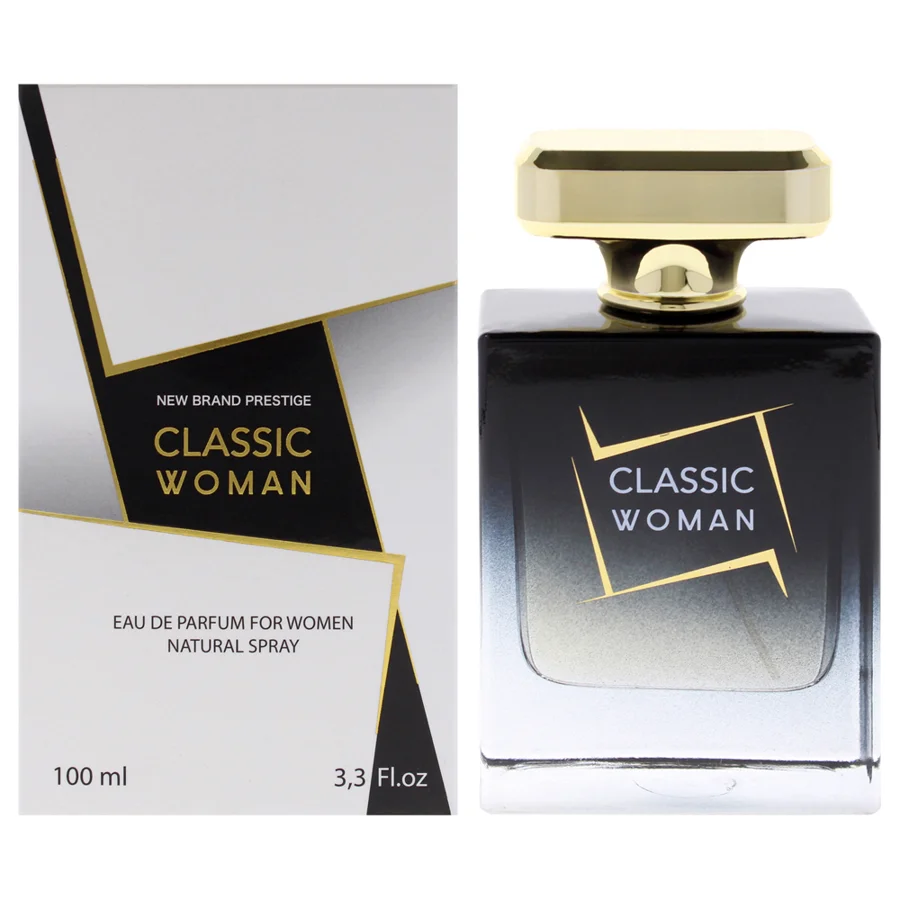 NEW BRAND PRESTIGE
CLASSIC
WOMAN
EAU DE PARFUM FOR WOMEN
NATURAL SPRAY
100 ml
3,3 Fl.oz
CLASSIC
WOMAN